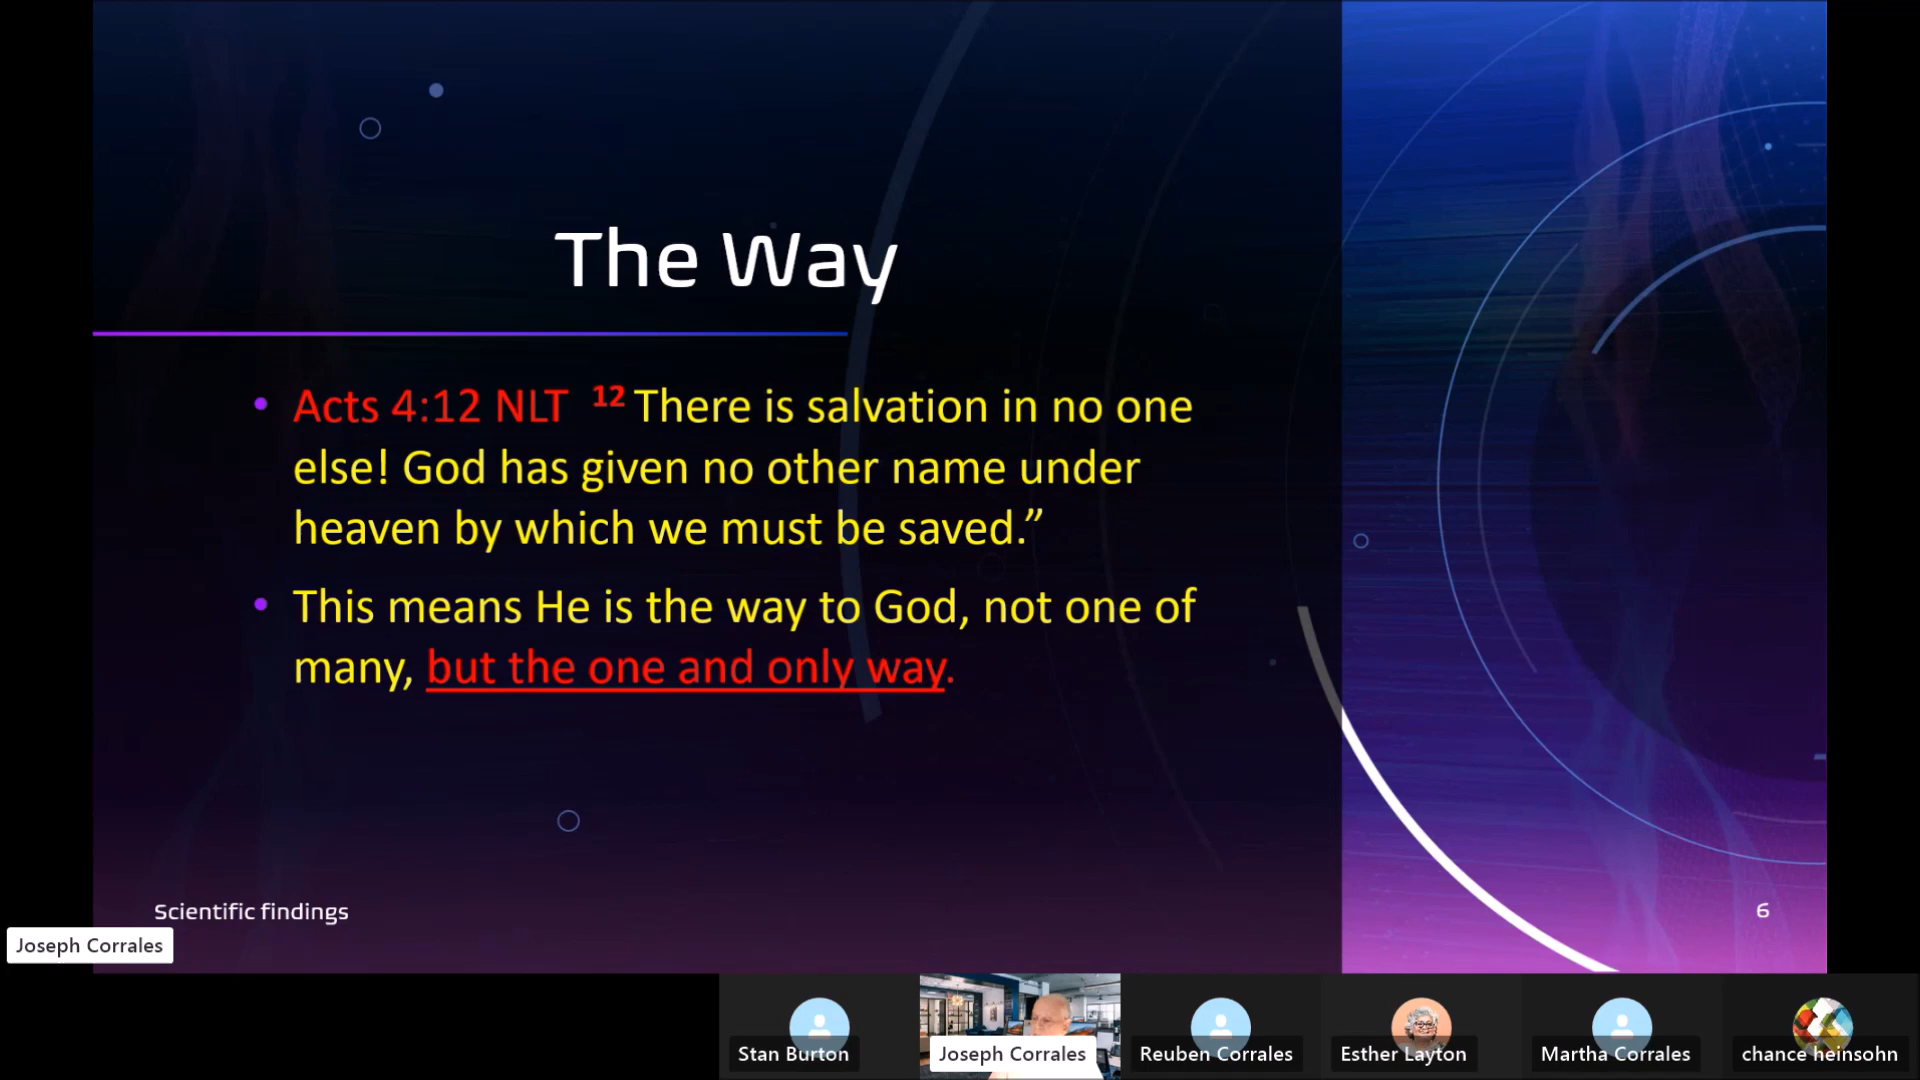 The Way
• Acts 4:12 NLT 12 There is salvation in no one
else! God has given no other name under
heaven by which we must be saved.”
• This means He is the way to God, not one of
many, but the one and only way.
Scientific findings
6
Joseph Corrales
Stan Burton
Joseph Corrales
Reuben Corrales
Esther Layton
Martha Corrales
chance heinsohn